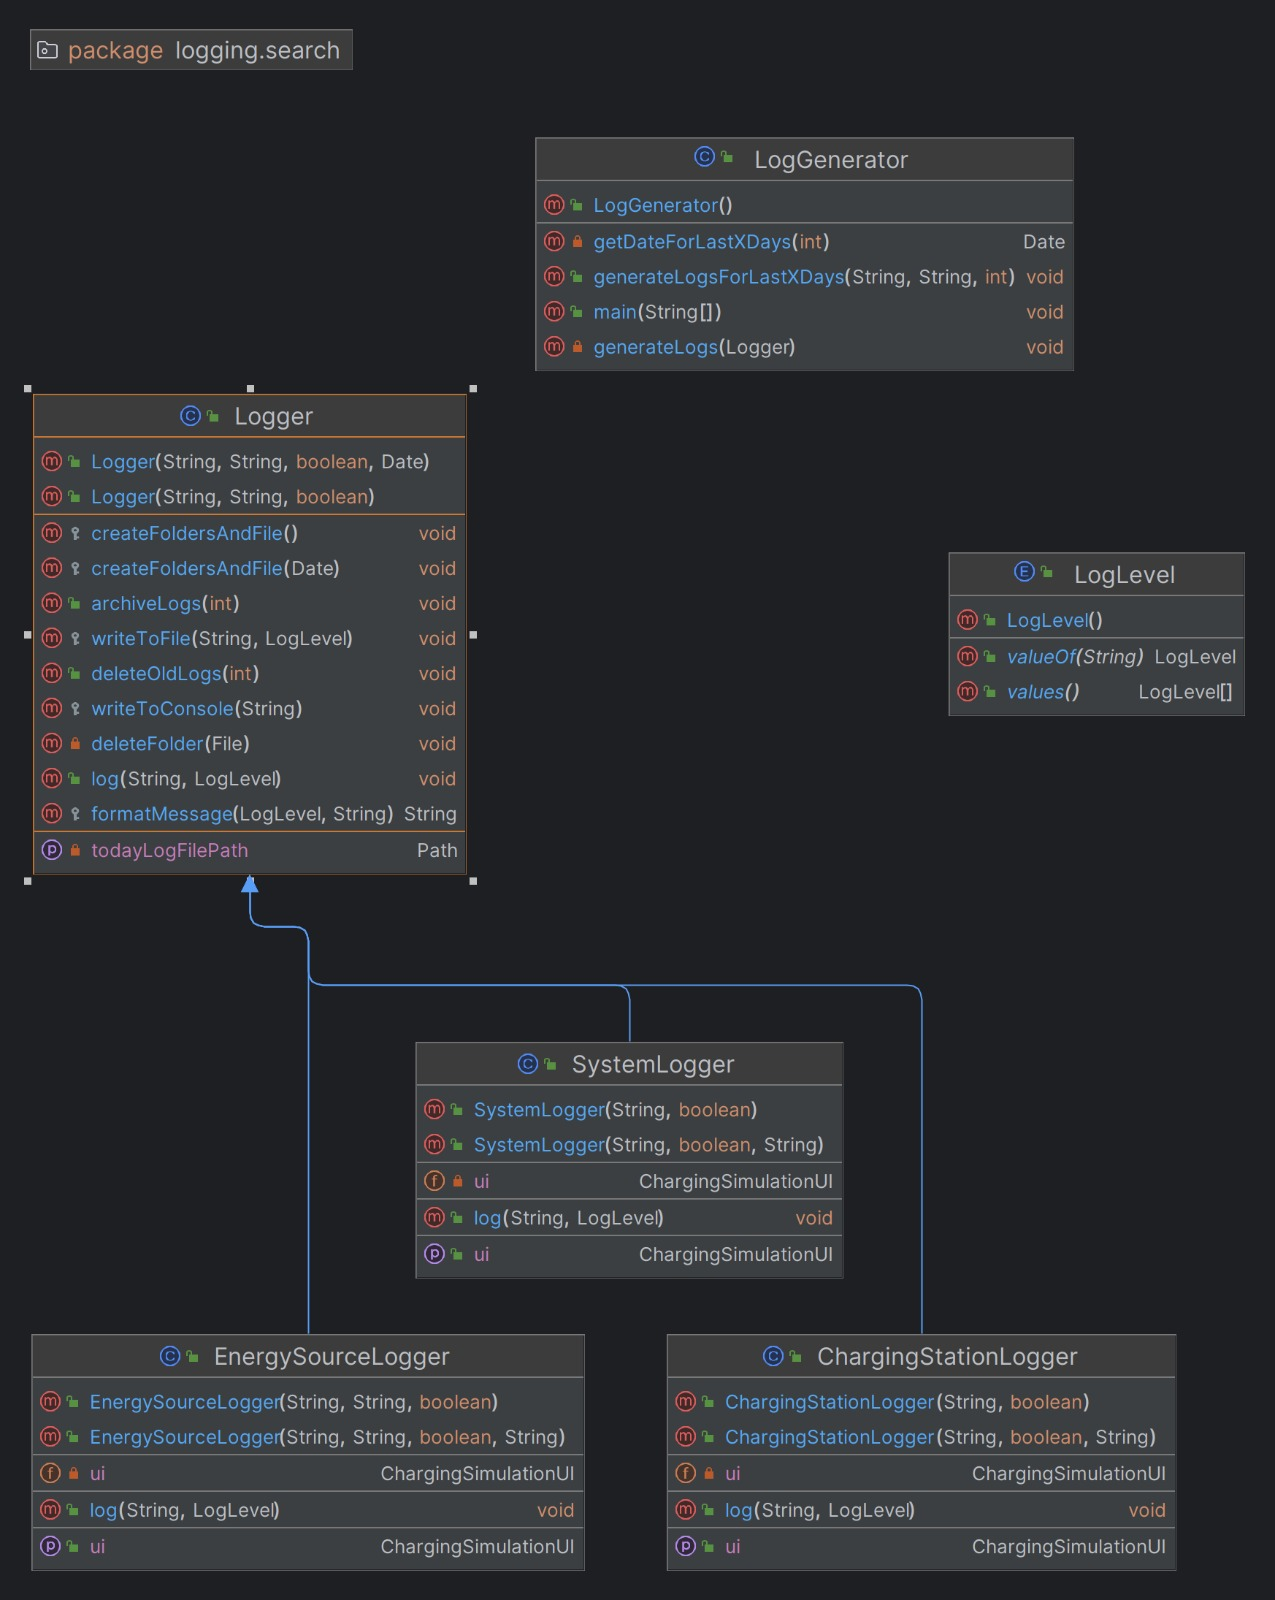 package logging.search
LogGenerator
LogGenerator()
getDateForLastXDays(int) Date
generateLogsForLastXDays(String, String, int) void
main(String[]) void
generateLogs(Logger) void
Logger
Logger(String, String, boolean, Date)
Logger(String, String, boolean)
createFoldersAndFile() void
createFoldersAndFile(Date) void
archiveLogs(int) void
writeToFile(String, LogLevel) void
deleteOldLogs(int) void
writeToConsole(String) void
deleteFolder(File) void
log(String, LogLevel) void
formatMessage(LogLevel, String) String
todayLogFilePath Path
LogLevel
LogLevel()
valueOf(String) LogLevel
values() LogLevel[]
SystemLogger
SystemLogger(String, boolean)
SystemLogger(String, boolean, String)
ui ChargingSimulationUI
log(String, LogLevel) void
ui ChargingSimulationUI
EnergySourceLogger
EnergySourceLogger(String, String, boolean)
EnergySourceLogger(String, String, boolean, String)
ui ChargingSimulationUI
log(String, LogLevel) void
ui ChargingSimulationUI
ChargingStationLogger
ChargingStationLogger(String, boolean)
ChargingStationLogger(String, boolean, String)
ui ChargingSimulationUI
log(String, LogLevel) void
ui ChargingSimulationUI